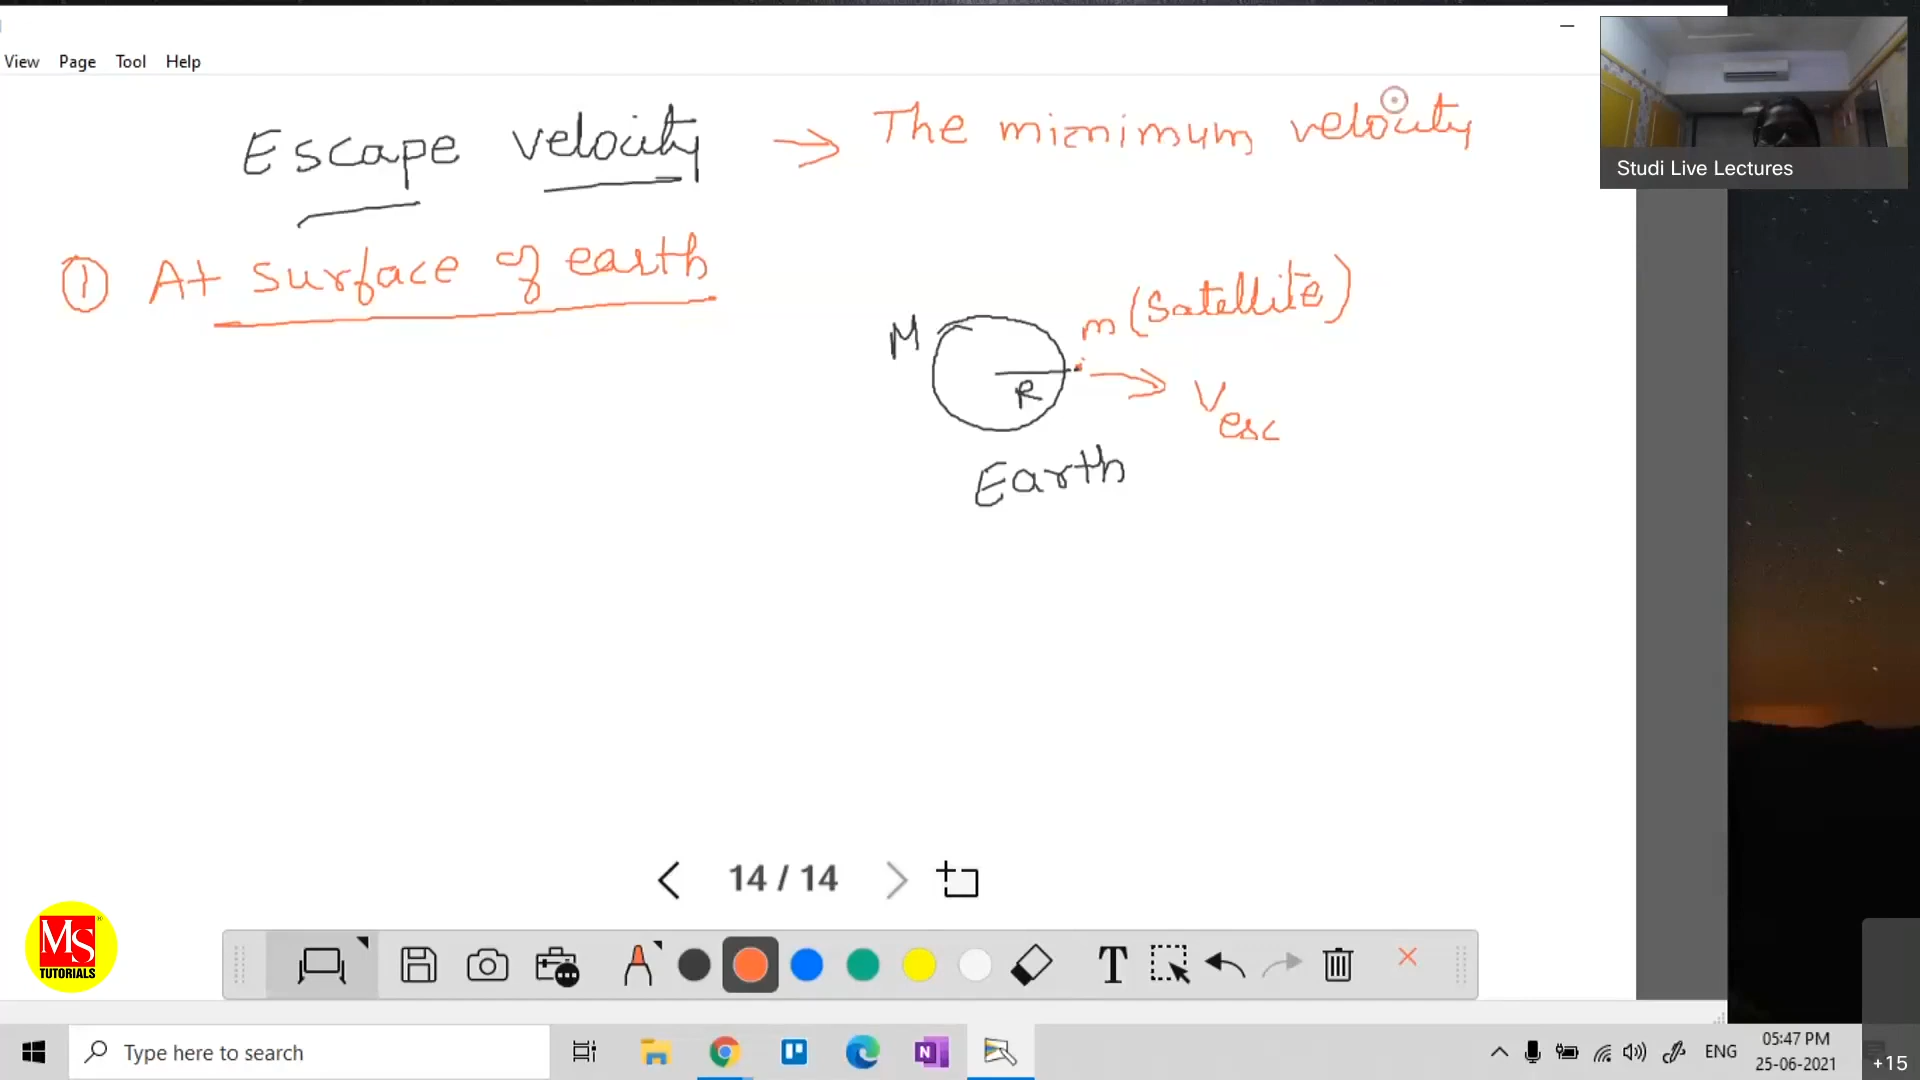 View Page Tool Help
Escape velocity → The minimum velocity
Studi Live Lectures
① At surface of earth
m (Satellite)
M
R
Vesc
Earth
14 / 14
MS
TUTORIALS
T
Type here to search
N
ENG
05:47 PM
25-06-2021
+15